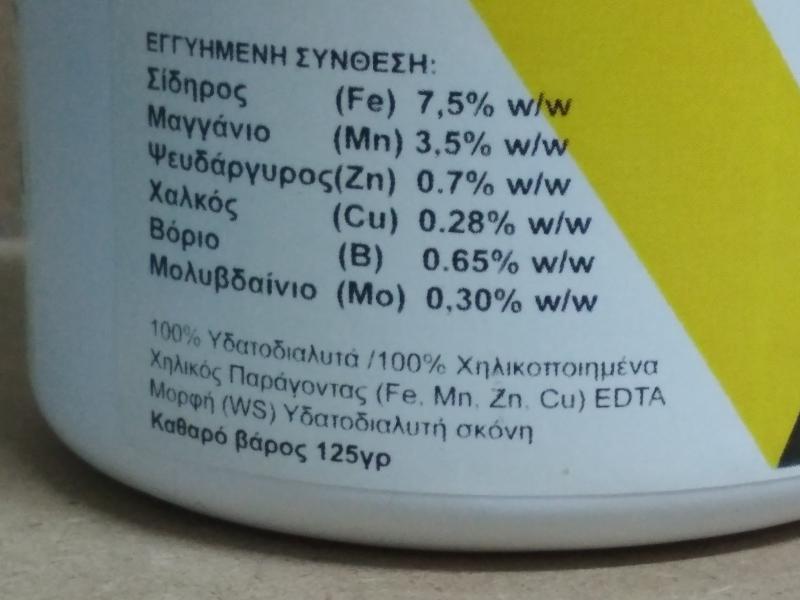 ΕΓΓΥΗΜΕΝΗ ΣΥΝΘΕΣΗ:
Σίδηρος (Fe) 7,5% w/w
Μαγγάνιο (Mn) 3,5% w/w
Ψευδάργυρος(Zn) 0.7% w/w
Χαλκός (Cu) 0.28% w/w
Βόριο (B) 0.65% w/w
Μολυβδαίνιο (Mo) 0,30% w/w
100% Υδατοδιαλυτά /100% Χηλικοποιημένα
Χηλικός Παράγοντας (Fe, Mn, Zn, Cu) EDTA
Μορφή (WS) Υδατοδιαλυτή σκόνη
Καθαρό βάρος 125γρ